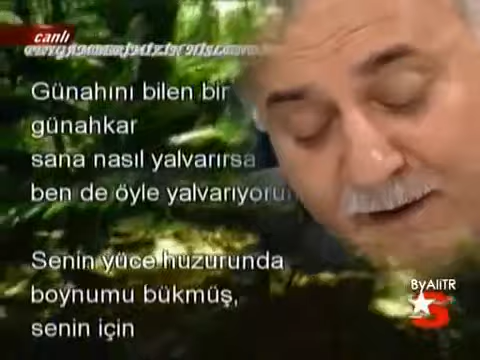 canlı
Günahını bilen bir
günahkar
sana nasıl yalvarırsa
ben de öyle yalvarıyorum
Senin yüce huzurunda
boynumu bükmüş,
senin için
ByAliTR